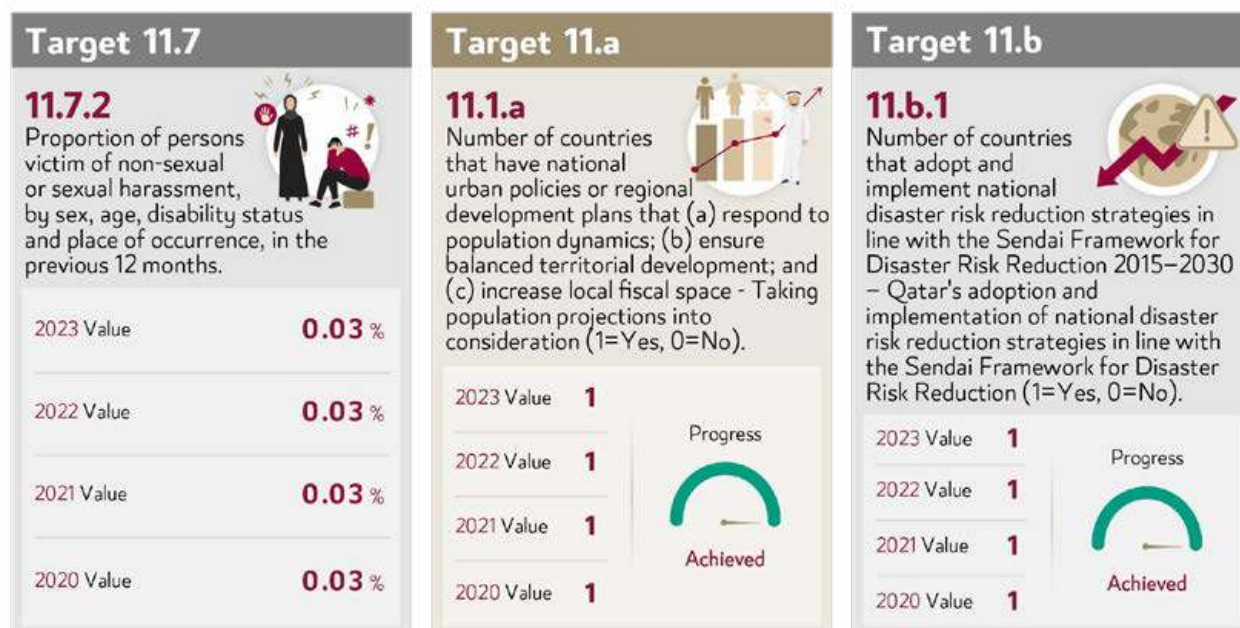 Target 11.7
11.7.2
Proportion of persons
victim of non-sexual
or sexual harassment,
by sex, age, disability status
and place of occurrence, in the
previous 12 months.
2023 Value 0.03 %
2022 Value 0.03 %
2021 Value 0.03 %
2020 Value 0.03 %
Target 11.a
11.1.a
Number of countries
that have national
urban policies or regional
development plans that (a) respond to
population dynamics; (b) ensure
balanced territorial development; and
(c) increase local fiscal space - Taking
population projections into
consideration (1=Yes, 0=No).
2023 Value 1
2022 Value 1
2021 Value 1
2020 Value 1
Progress
Achieved
Target 11.b
11.b.1
Number of countries
that adopt and
implement national
disaster risk reduction strategies in
line with the Sendai Framework for
Disaster Risk Reduction 2015–2030
– Qatar's adoption and
implementation of national disaster
risk reduction strategies in line with
the Sendai Framework for Disaster
Risk Reduction (1=Yes, 0=No).
2023 Value 1
2022 Value 1
2021 Value 1
2020 Value 1
Progress
Achieved